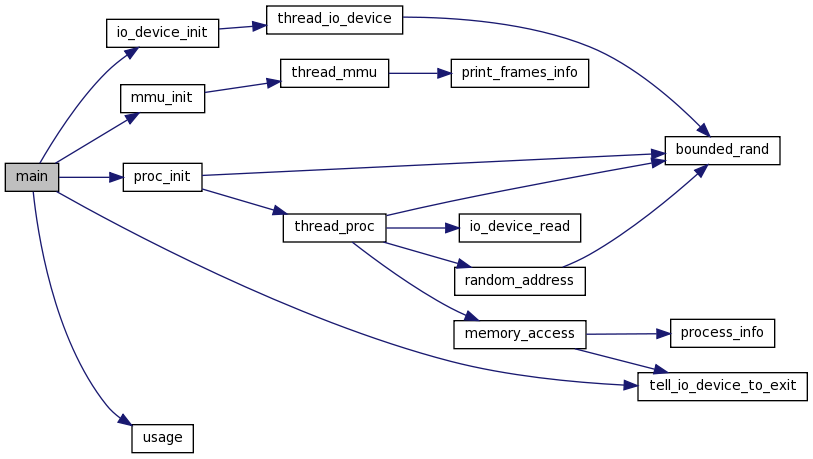 thread_io_device
io_device_init
thread_mmu
print_frames_info
mmu_init
bounded_rand
main
proc_init
thread_proc
io_device_read
random_address
memory_access
process_info
tell_io_device_to_exit
usage